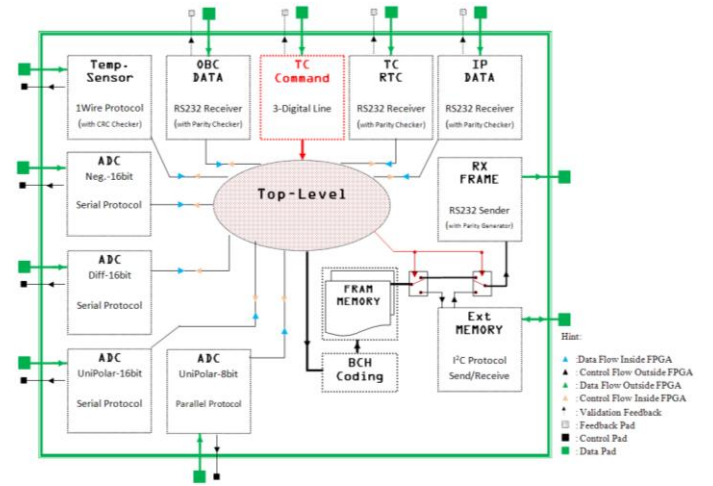 Temp.
Sensor
1Wire Protocol
(with CRC Checker)
OBC
DATA
RS232 Receiver
(with Parity Checker)
TC
Command
3-Digital Line
TC
RTC
RS232 Receiver
(with Parity Checker)
IP
DATA
RS232 Receiver
(with Parity Checker)
ADC
Neg.-16bit
Serial Protocol
Top-Level
RX
FRAME
RS232 Sender
(with Parity Generator)
ADC
Diff-16bit
Serial Protocol
FRAM
MEMORY
Ext
MEMORY
I²C Protocol
Send/Receive
BCH
Coding
ADC
UniPolar-16bit
Serial Protocol
ADC
UniPolar-8bit
Parallel Protocol
Hint:
:Data Flow Inside FPGA
: Control Flow Outside FPGA
: Data Flow Outside FPGA
: Control Flow Inside FPGA
: Validation Feedback
: Feedback Pad
: Control Pad
: Data Pad